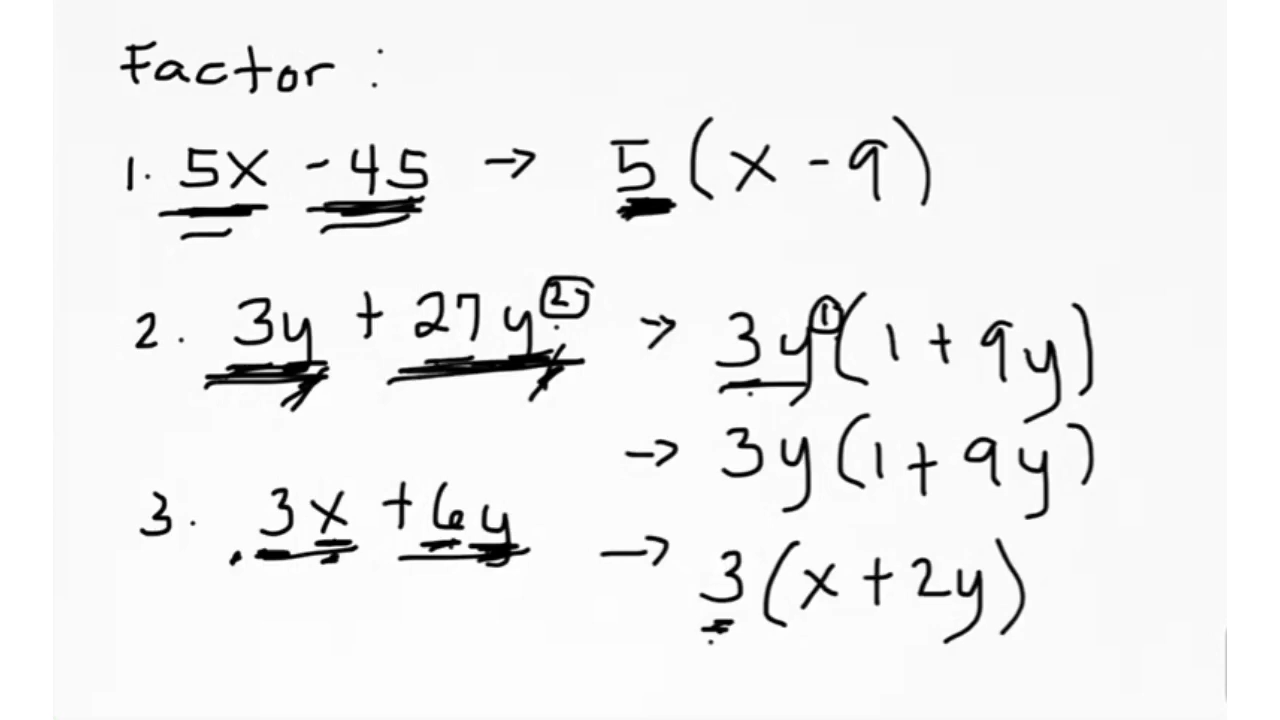 Factor:
1. 5x - 45 → 5(x - 9)
2. 3y + 27y² → 3y¹(1 + 9y)
→ 3y(1 + 9y)
3. 3x + 6y → 3(x + 2y)